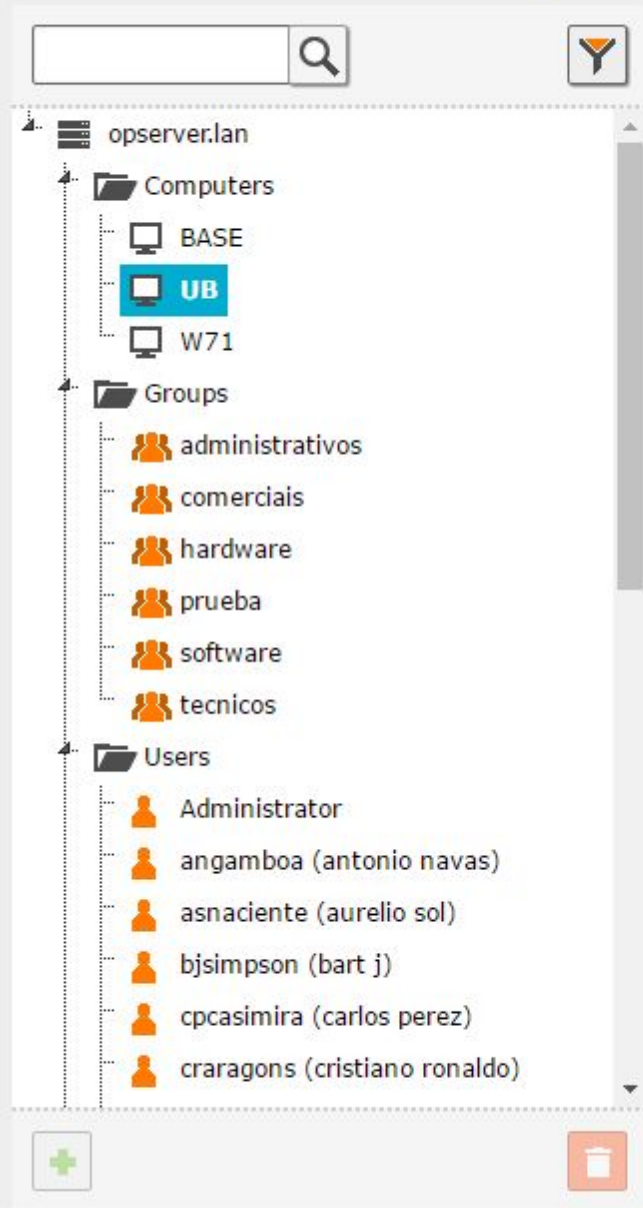 opserver.lan
Computers
BASE
UB
W71
Groups
administrativos
comerciais
hardware
prueba
software
tecnicos
Users
Administrator
angamboa (antonio navas)
asnaciente (aurelio sol)
bjsimpson (bart j)
cpcasimira (carlos perez)
craragons (cristiano ronaldo)